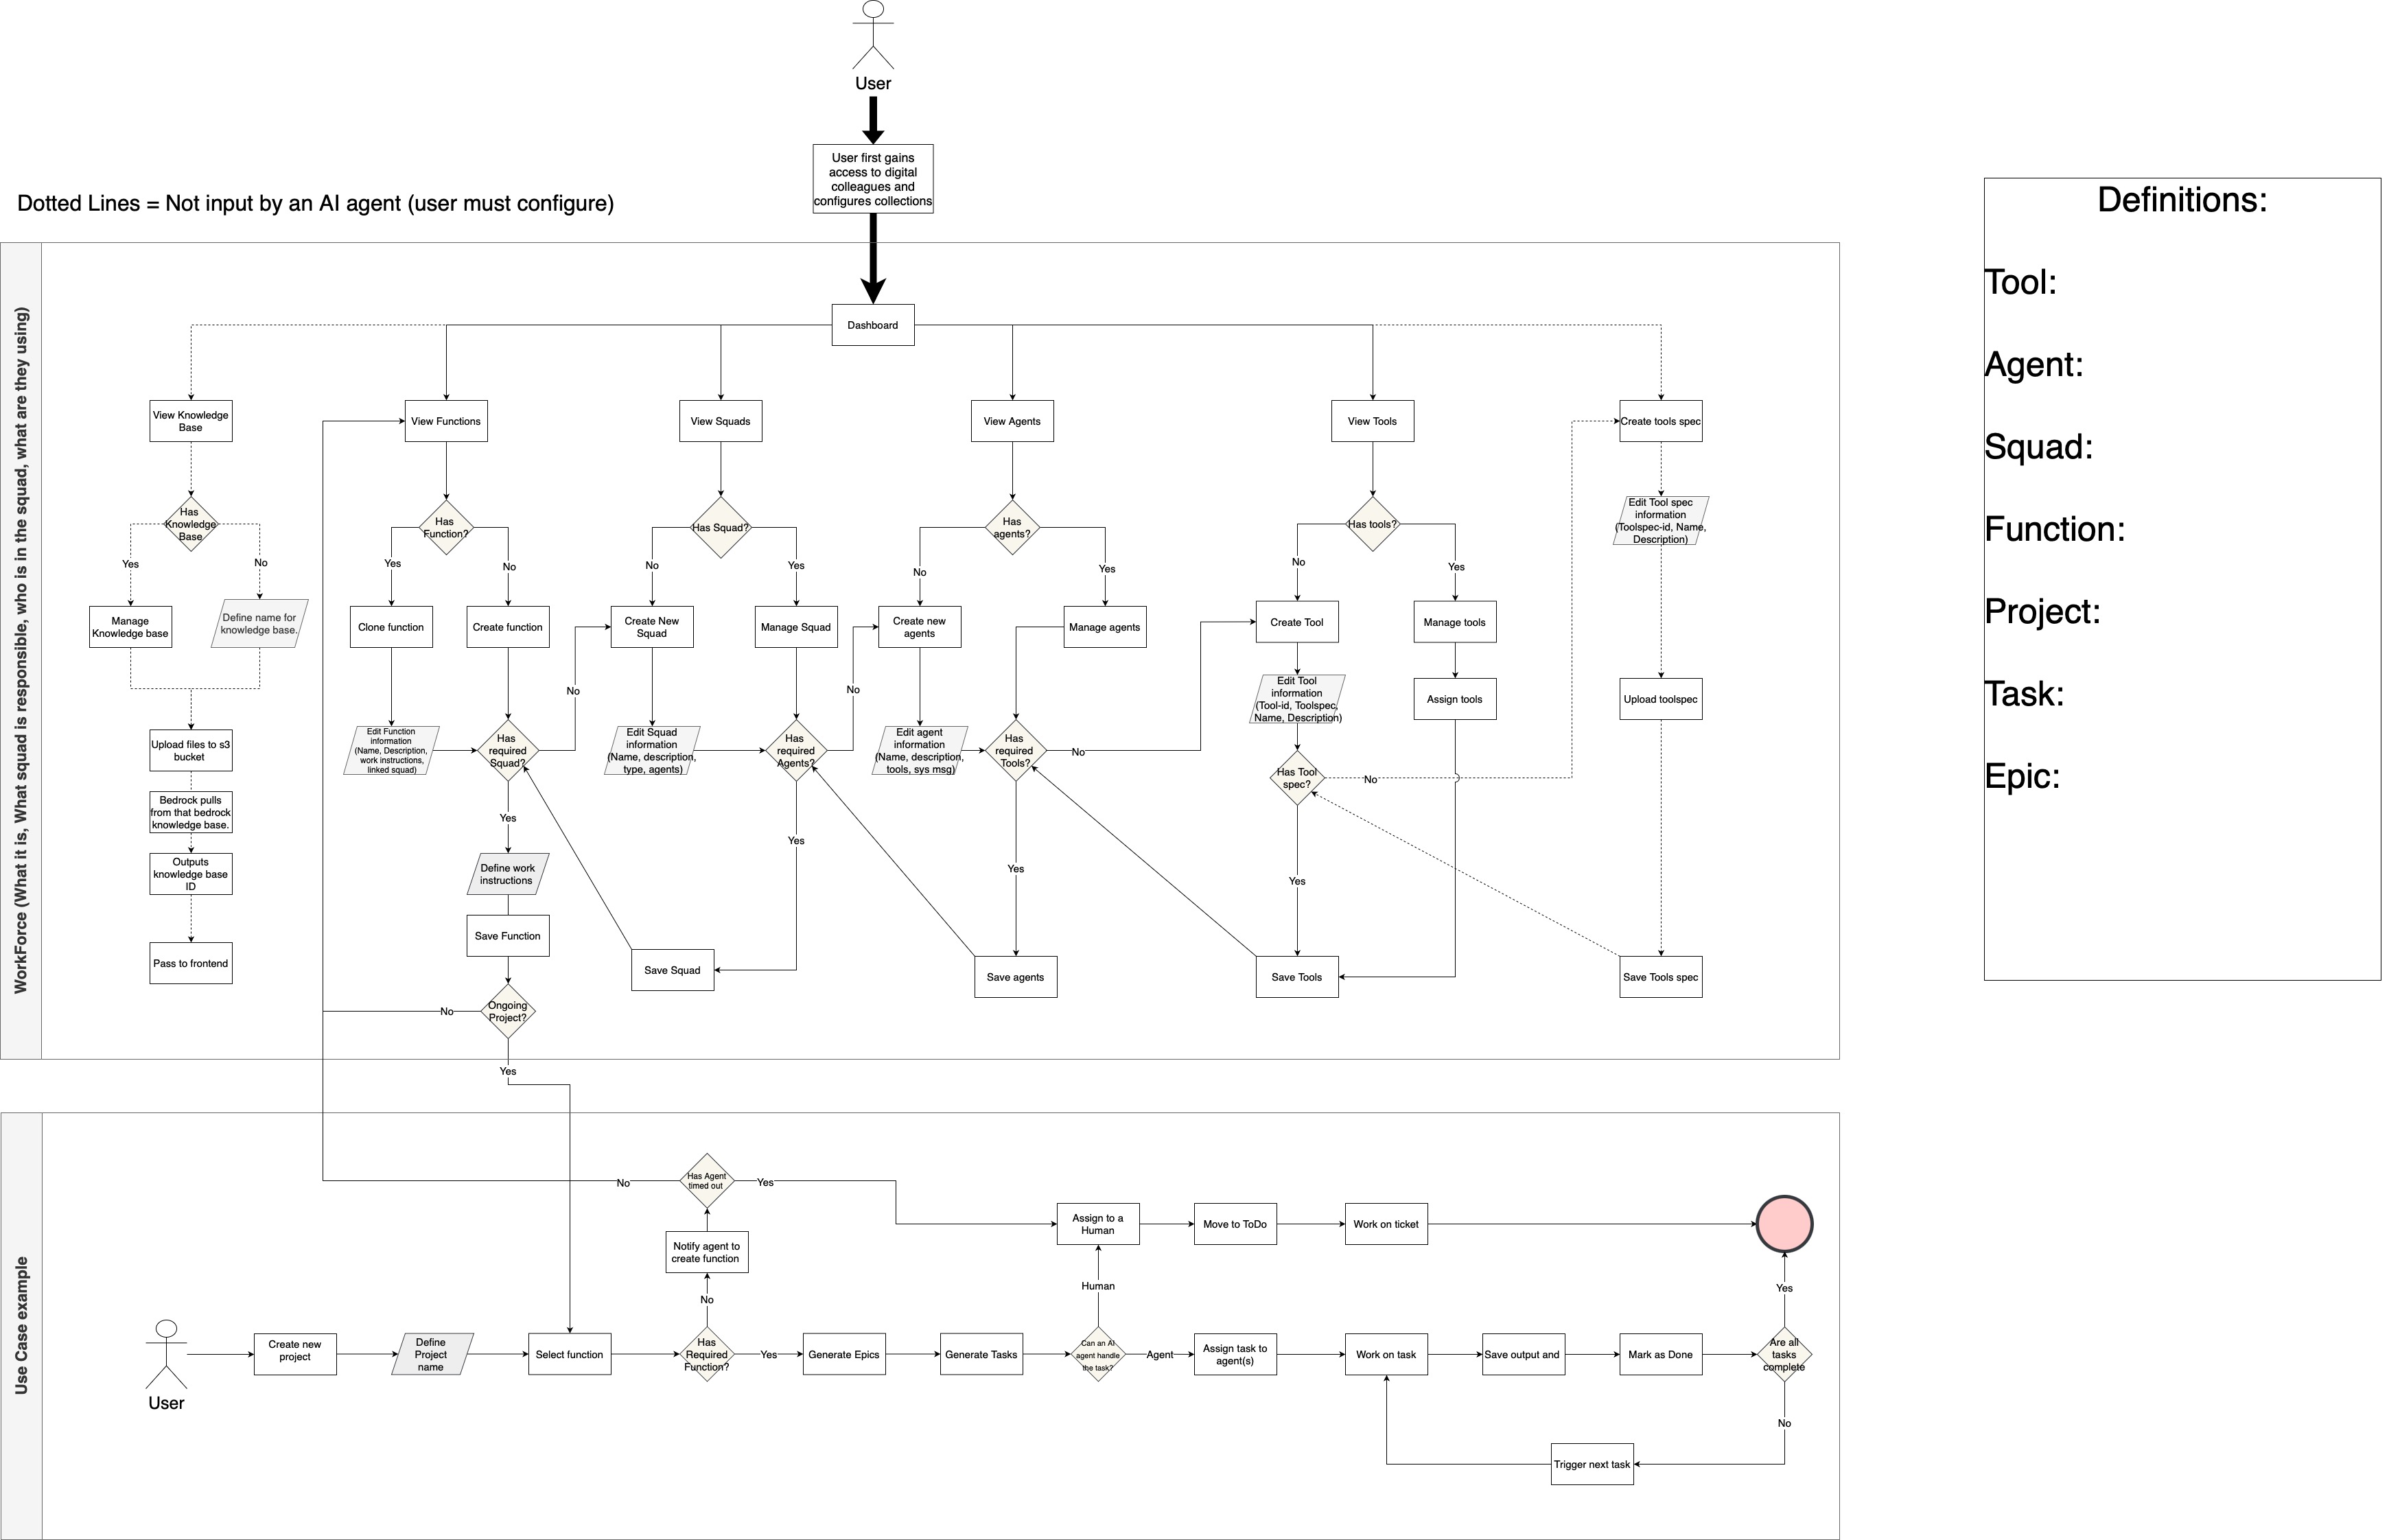 User
User first gains
access to digital
colleagues and
configures collections
Dotted Lines = Not input by an AI agent (user must configure)
Definitions:
Tool:
Agent:
Squad:
Function:
Project:
Task:
Epic:
WorkForce (What it is, What squad is responsible, who is in the squad, what are they using)
Dashboard
View Knowledge
Base
View Functions
View Squads
View Agents
View Tools
Create tools spec
Has
Knowledge
Base
Has
Function?
Has Squad?
Has
agents?
Has tools?
Edit Tool spec
information
(Toolspec-id, Name,
Description)
Yes
No
Yes
No
No
Yes
No
Yes
No
Yes
Manage
Knowledge base
Define name for
knowledge base.
Clone function
Create function
Create New
Squad
Manage Squad
Create new
agents
Manage agents
Create Tool
Manage tools
Edit Tool
information
(Tool-id, Toolspec,
Name, Description)
Assign tools
Upload toolspec
No
No
Upload files to s3
bucket
Edit Function
information
(Name, Description,
work instructions,
linked squad)
Has
required
Squad?
Edit Squad
information
(Name, description,
type, agents)
Has
required
Agents?
Edit agent
information
(Name, description,
tools, sys msg)
Has
required
Tools?
No
Has Tool
spec?
No
Bedrock pulls
from that bedrock
knowledge base.
Yes
Yes
Yes
Yes
Outputs
knowledge base
ID
Define work
instructions
Save Function
Pass to frontend
Save Squad
Save agents
Save Tools
Save Tools spec
Ongoing
Project?
No
Yes
Use Case example
Has Agent
timed out
No
Yes
Notify agent to
create function
No
Assign to a
Human
Move to ToDo
Work on ticket
Human
Yes
User
Create new
project
Define
Project
name
Select function
Has
Required
Function?
Yes
Generate Epics
Generate Tasks
Can an AI
agent handle
the task?
Agent
Assign task to
agent(s)
Work on task
Save output and
Mark as Done
Are all
tasks
complete
No
Trigger next task